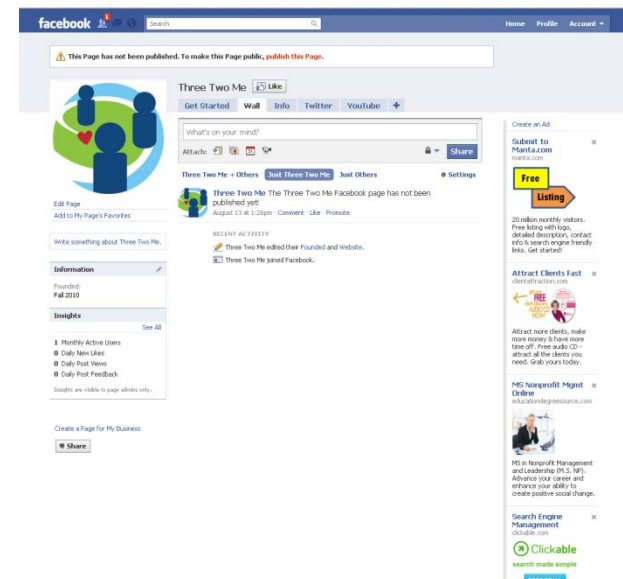 facebook 1 Search Home Profile Account
This Page has not been published. To make this Page public, publish this Page.
Three Two Me Like
Get Started Wall Info Twitter YouTube +
What's on your mind?
Attach: Share
Three Two Me + Others Just Three Two Me Just Others Settings
Three Two Me The Three Two Me Facebook page has not been
published yet!
August 13 at 1:26pm · Comment · Like · Promote
RECENT ACTIVITY
Three Two Me edited their Founded and Website.
Three Two Me joined Facebook.
Edit Page
Add to My Page's Favorites
Write something about Three Two Me.
Information
Founded:
Fall 2010
Insights
See All
1 Monthly Active Users
0 Daily New Likes
0 Daily Post Views
0 Daily Post Feedback
Insights are visible to page admins only.
Create a Page for My Business
Share
Create an Ad
Submit to
Manta.com
manta.com
Free
Listing
20 million monthly visitors.
Free listing with logo,
detailed description, contact
info & search engine friendly
links. Get started!
Attract Clients Fast
clientattraction.com
FREE
AUDIO CD
NOW!
Attract more clients, make
more money & have more
time off. Free audio CD -
attract all the clients you
need. Grab yours today.
MS Nonprofit Mgmt
Online
educationdegreesource.com
MS in Nonprofit Management
and Leadership (M.S. NF).
Advance your career and
enhance your ability to
create positive social change.
Search Engine
Management
clickable.com
Clickable
search made simple